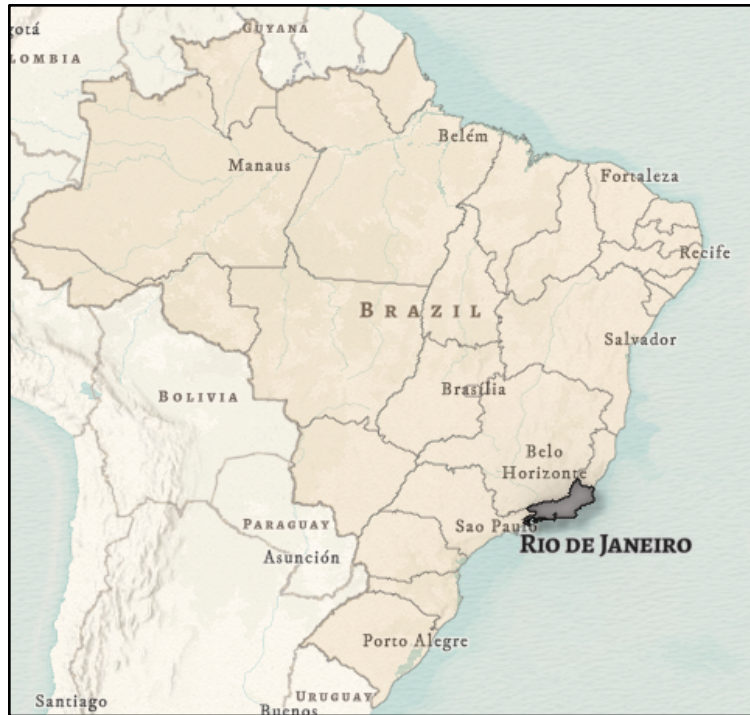 gotá
GUYANA
LOMBIA
Belém
Manaus
Fortaleza
Recife
BRAZIL
Salvador
BOLIVIA
Brasília
Belo
Horizonte
PARAGUAY
Sao Paulo
RIO DE JANEIRO
Asunción
Porto Alegre
URUGUAY
Santiago
Buenos